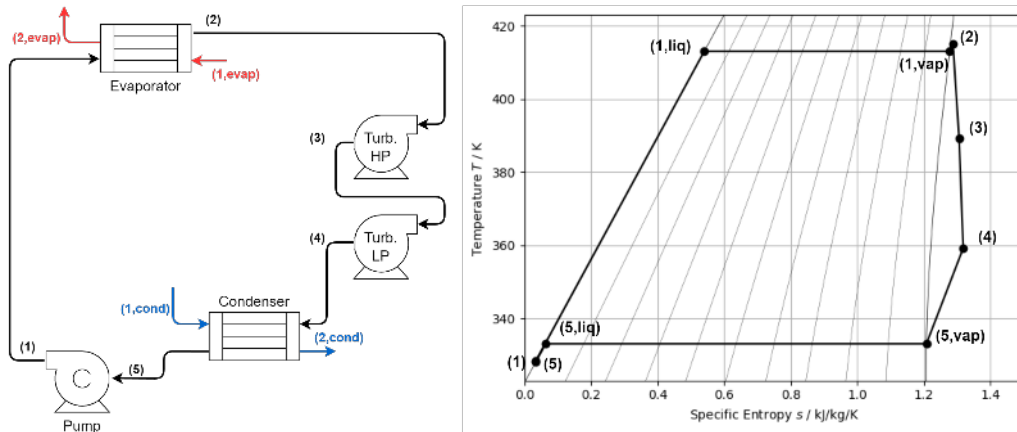 (2)
(2,evap)
(1,evap)
Evaporator
(3)
Turb.
HP
(4)
Turb.
LP
Condenser
(1,cond)
(2,cond)
(1)
(5)
C
Pump
420
400
380
360
340
Temperature T / K
(1,liq)
(2)
(1,vap)
(3)
(4)
(5,liq)
(5,vap)
(1)
(5)
0.0 0.2 0.4 0.6 0.8 1.0 1.2 1.4
Specific Entropy s / kJ/kg/K